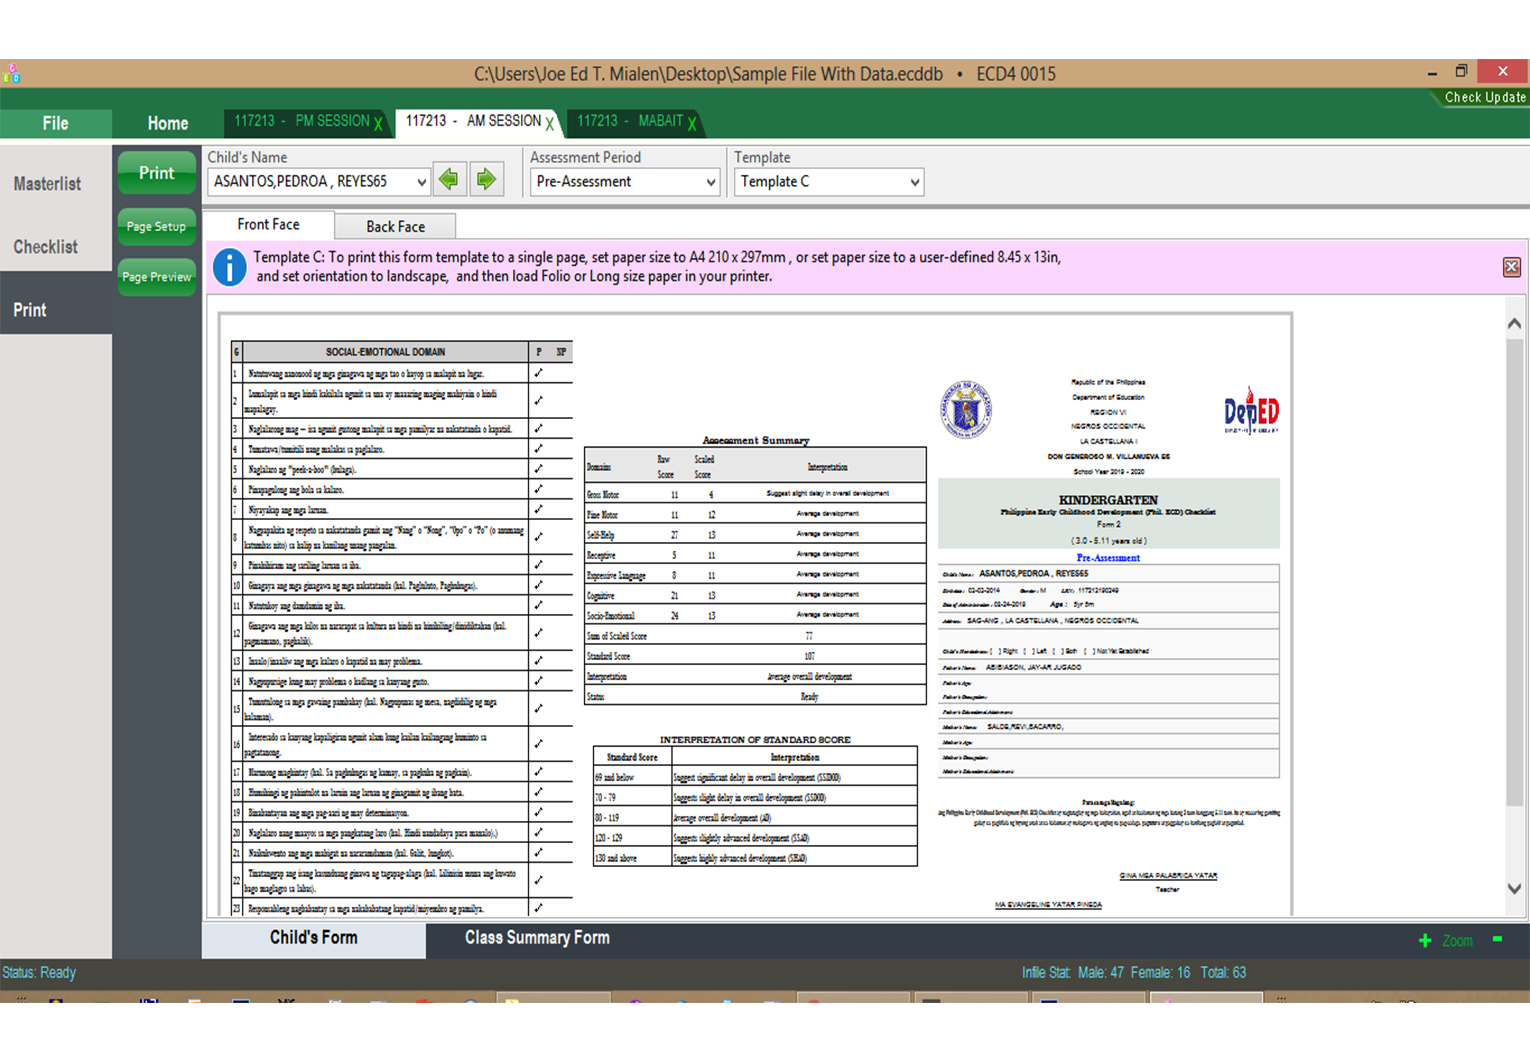 C:\Users\Joe Ed T. Mialen\Desktop\Sample File With Data.ecddb • ECD4 0015
Check Update
File
Home
117213 - PM SESSION X
117213 - AM SESSION X
117213 - MABAIT X
Masterlist
Checklist
Print
Print
Page Setup
Page Preview
Child's Name
ASANTOS,PEDROA , REYES65
Assessment Period
Pre-Assessment
Template
Template C
Front Face
Back Face
Template C: To print this form template to a single page, set paper size to A4 210 x 297mm , or set paper size to a user-defined 8.45 x 13in,
and set orientation to landscape, and then load Folio or Long size paper in your printer.
G SOCIAL-EMOTIONAL DOMAIN P NP
1 Natutuwang nanonood ng mga ginagawa ng mga tao o hayop sa malapit na lugar.
2 Lumalapit sa mga hindi kakilala ngunit sa una ay maaaring maging mahiyain o hindi
mapalagay.
3 Naglalarong mag – isa ngunit gustong malapit sa mga pamilyar na nakatatanda o kapatid.
4 Tumatawa/tumitili nang malakas sa paglalaro.
5 Naglalaro ng "peek-a-boo" (bulaga).
6 Pinapagulong ang bola sa kalaro.
7 Niyayakap ang mga laruan.
8 Nagpapakita ng respeto sa nakatatanda gamit ang "Nang" o "Nong", "Opo" o "Po" (o anumang
katumbas nito) sa halip na kanilang unang pangalan.
9 Pinahihiram ang sariling laruan sa iba.
10 Ginagaya ang mga ginagawa ng mga nakatatanda (hal. Pagluluto, Paghuhugas).
11 Natutukoy ang damdamin ng iba.
12 Ginagawa ang mga kilos na nararapat sa kultura na hindi na hinihiling/dinidiktahan (hal.
pagmamano, paghalik).
13 Inaalo/inaaliw ang mga kalaro o kapatid na may problema.
14 Nagpupursige kung may problema o hadlang sa kanyang gusto.
15 Tumutulong sa mga gawaing pambahay (hal. Nagpupunas ng mesa, nagdidilig ng mga
halaman).
16 Interesado sa kanyang kapaligiran ngunit alam kung kailan kailangang huminto sa
pagtatanong.
17 Marunong maghintay (hal. Sa paghuhugas ng kamay, sa pagkuha ng pagkain).
18 Humihingi ng pahintulot na laruin ang laruan ng ginagamit ng ibang bata.
19 Binabantayan ang mga pag-aari ng may determinasyon.
20 Naglalaro nang maayos sa mga pangkatang laro (hal. Hindi nandadaya para manalo).)
21 Naikukwento ang mga mabigat na nararamdaman (hal. Galit, lungkot).
22 Tinatanggap ang isang kasunduang ginawa ng tagapag-alaga (hal. Lilinisin muna ang kuwarto
bago maglagro sa labas).
23 Responsableng nagbabantay sa mga nakababatang kapatid/miyembro ng pamilya.
Assessment Summary
Domains Raw Score Scaled Score Interpretation
Gross Motor 11 4 Suggest slight delay in overall development
Fine Motor 11 12 Average development
Self-Help 27 13 Average development
Receptive 5 11 Average development
Expressive Language 8 11 Average development
Cognitive 21 13 Average development
Socio-Emotional 24 13 Average development
Sum of Scaled Score 77
Standard Score 107
Interpretation Average overall development
Status Ready
INTERPRETATION OF STANDARD SCORE
Standard Score Interpretation
69 and below Suggest significant delay in overall development (SSDOD)
70 - 79 Suggests slight delay in overall development (SSDOD)
80 - 119 Average overall development (AD)
120 - 129 Suggests slightly advanced development (SSAD)
130 and above Suggests highly advanced development (SHAD)
Republic of the Philippines
Department of Education
REGION VI
NEGROS OCCIDENTAL
LA CASTELLANA I
DON GENEROSO M. VILLANUEVA ES
School Year 2019 - 2020
DepED
KINDERGARTEN
Philippine Early Childhood Development (Phil. ECD) Checklist
Form 2
( 3.0 - 5.11 years old )
Pre-Assessment
Child's Name: ASANTOS,PEDROA , REYES65
Birthdate: 03-02-2014 Gender: M LRN: 117212190249
Date of Administration: 08-24-2019 Age : 5yr 5m
Address: SAG-ANG , LA CASTELLANA , NEGROS OCCIDENTAL
Child's Handedness: [ ] Right [ ] Left [ ] Both [ ] Not Yet Established
Father's Name: ABIBIASON, JAY-AR JUGADO
Father's Age:
Father's Occupation:
Father's Educational Attainment:
Mother's Name: SALDE,REVI,BACARRO,
Mother's Age:
Mother's Occupation:
Mother's Educational Attainment:
Para sa mga Magulang:
GINA MEA PALABRICA YATAR
Teacher
MA EVANGELINE YATAR PINEDA
Child's Form
Class Summary Form
+ Zoom -
Status: Ready
Infile Stat: Male: 47 Female: 16 Total: 63